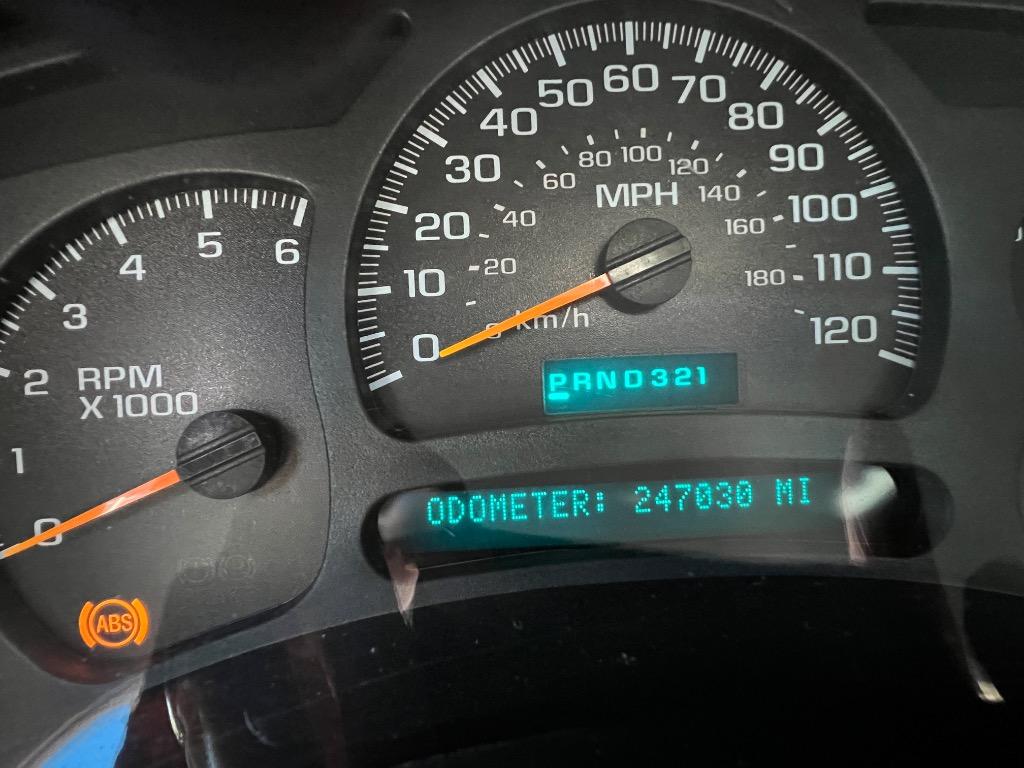 0 1 2 3 4 5 6
RPM
X 1000
ABS
0 10 20 30 40 50 60 70 80 90 100 110 120
20 40 60 80 100 120 140 160 180
MPH
km/h
PRND321
ODOMETER: 247030 MI